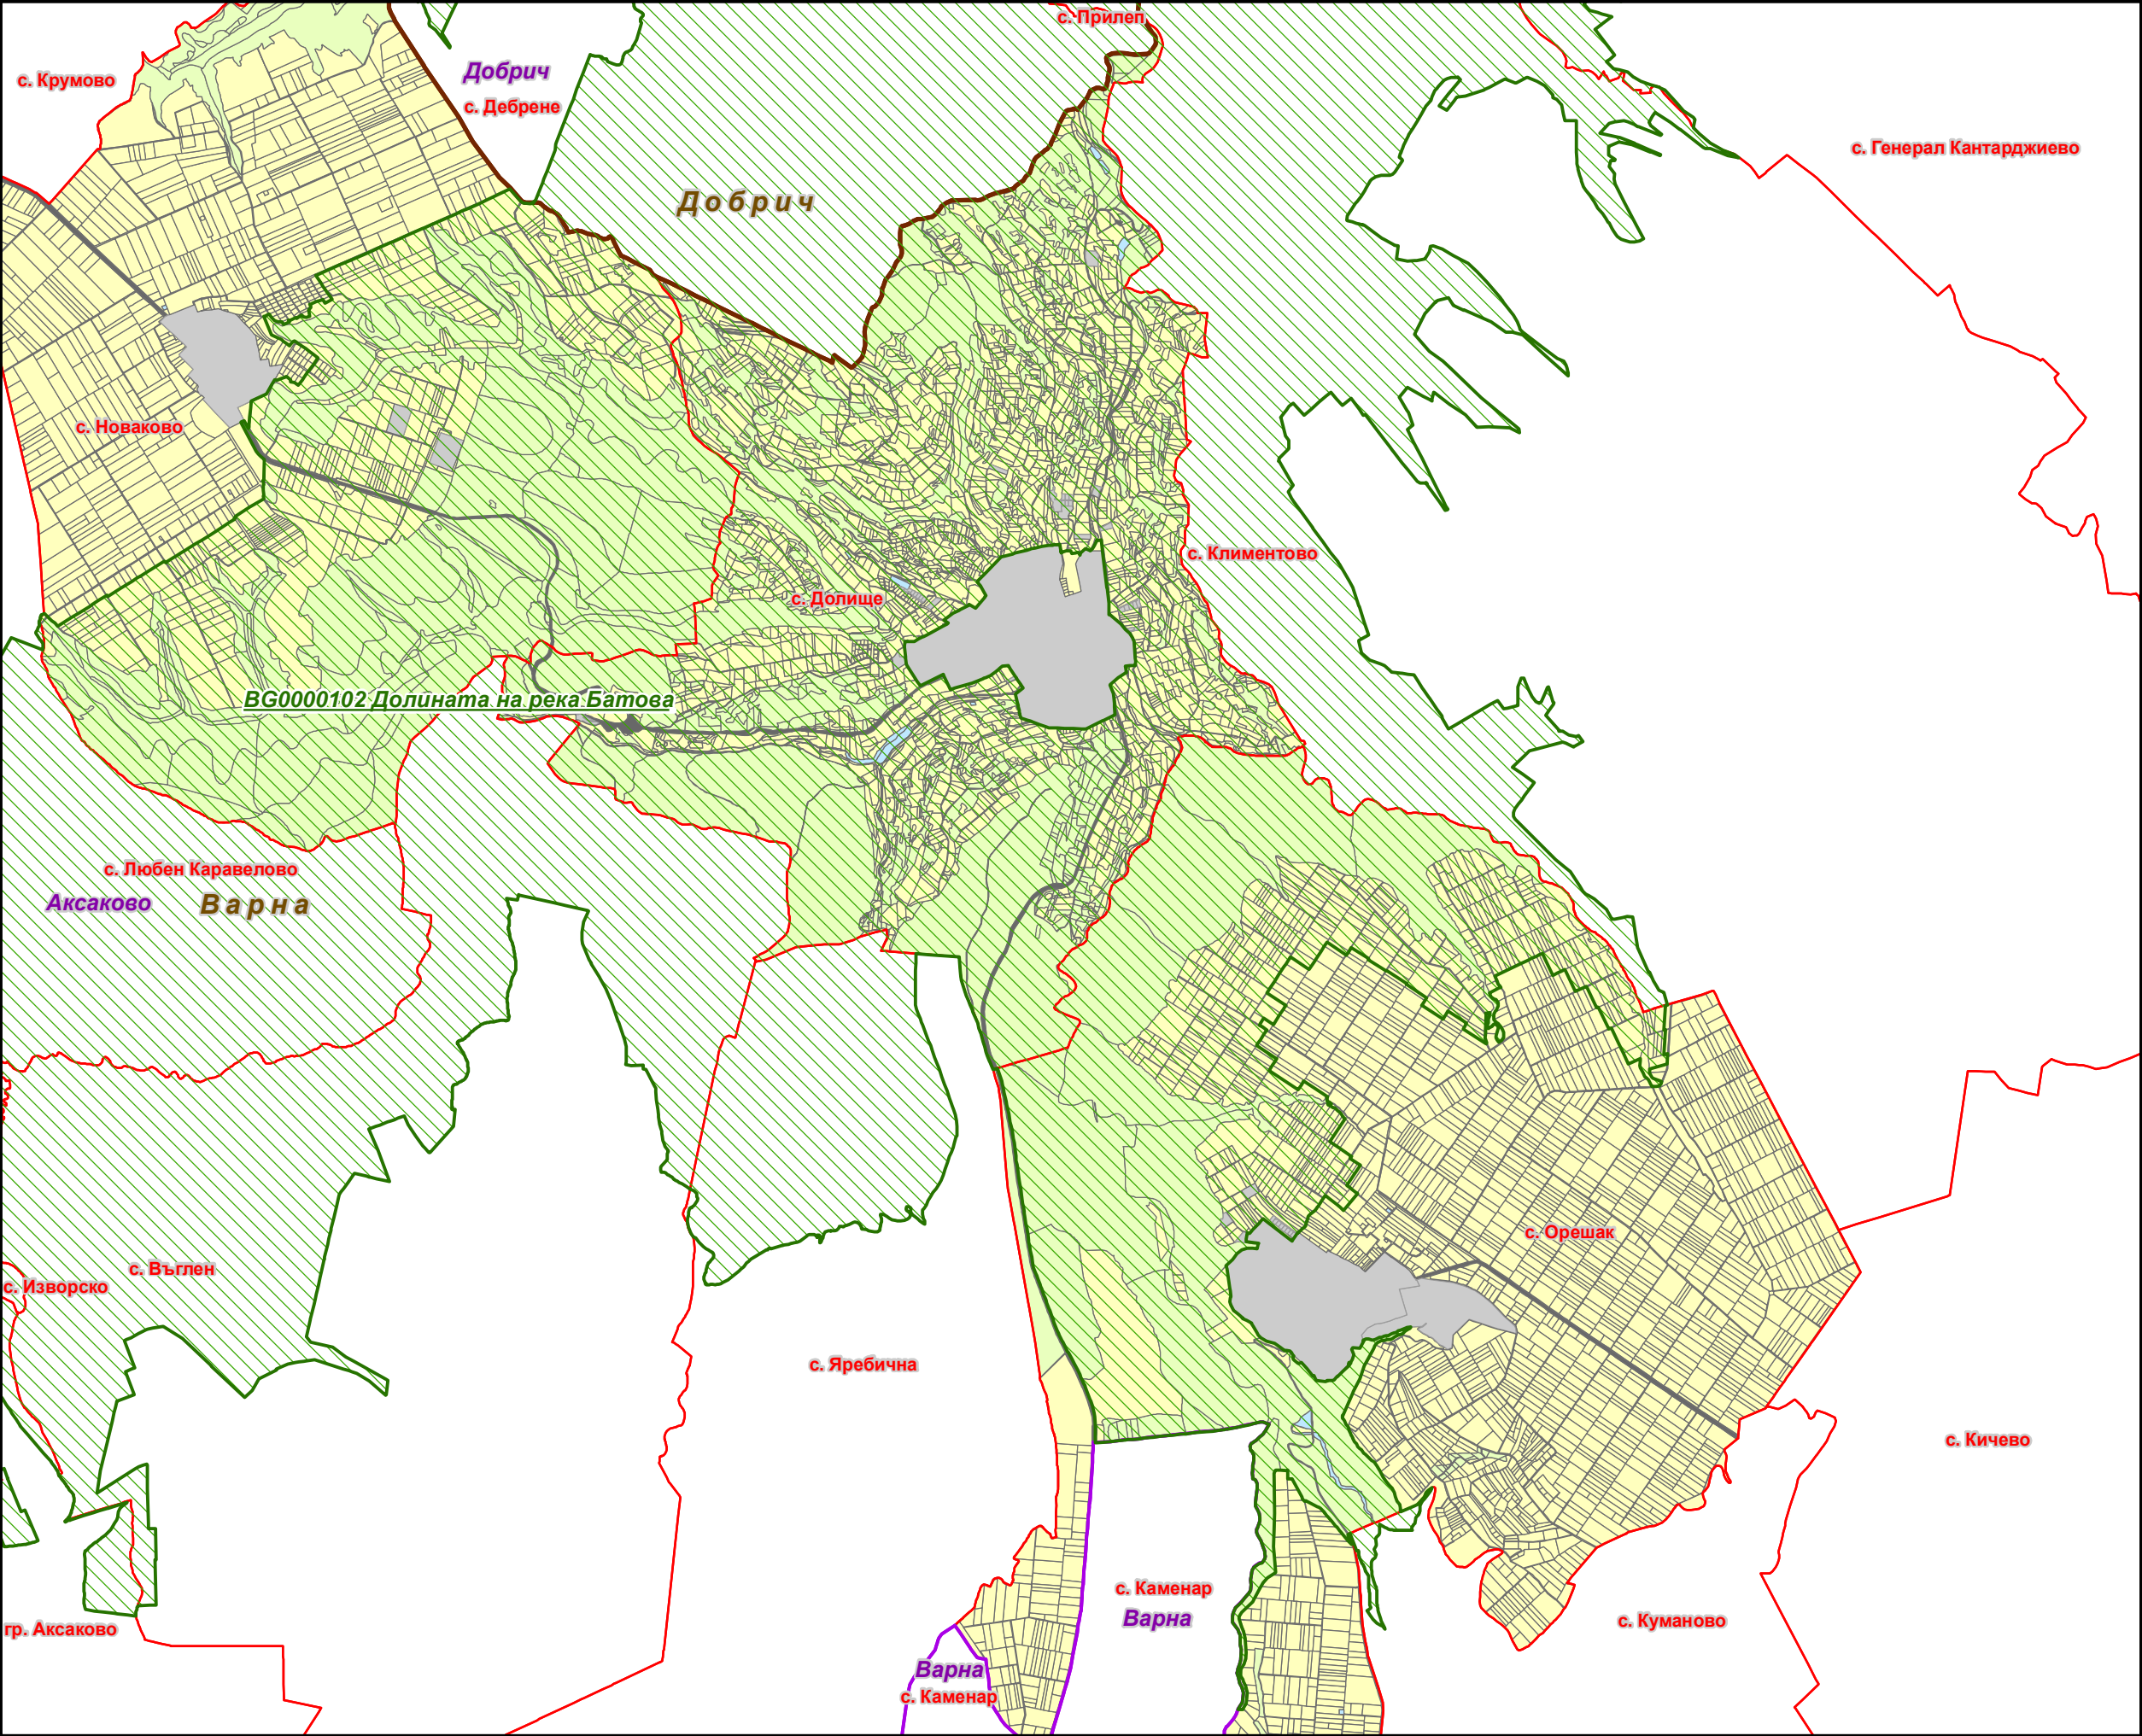 с. Прилеп
Добрич
с. Крумово
с. Дебрене
с. Генерал Кантарджиево
Добрич
с. Новаково
с. Климентово
с. Долище
BG0000102 Долината на река Батова
с. Любен Каравелово
Аксаково
Варна
с. Орешак
с. Въглен
с. Изворско
с. Яребична
с. Кичево
с. Каменар
Варна
с. Куманово
гр. Аксаково
Варна
с. Каменар